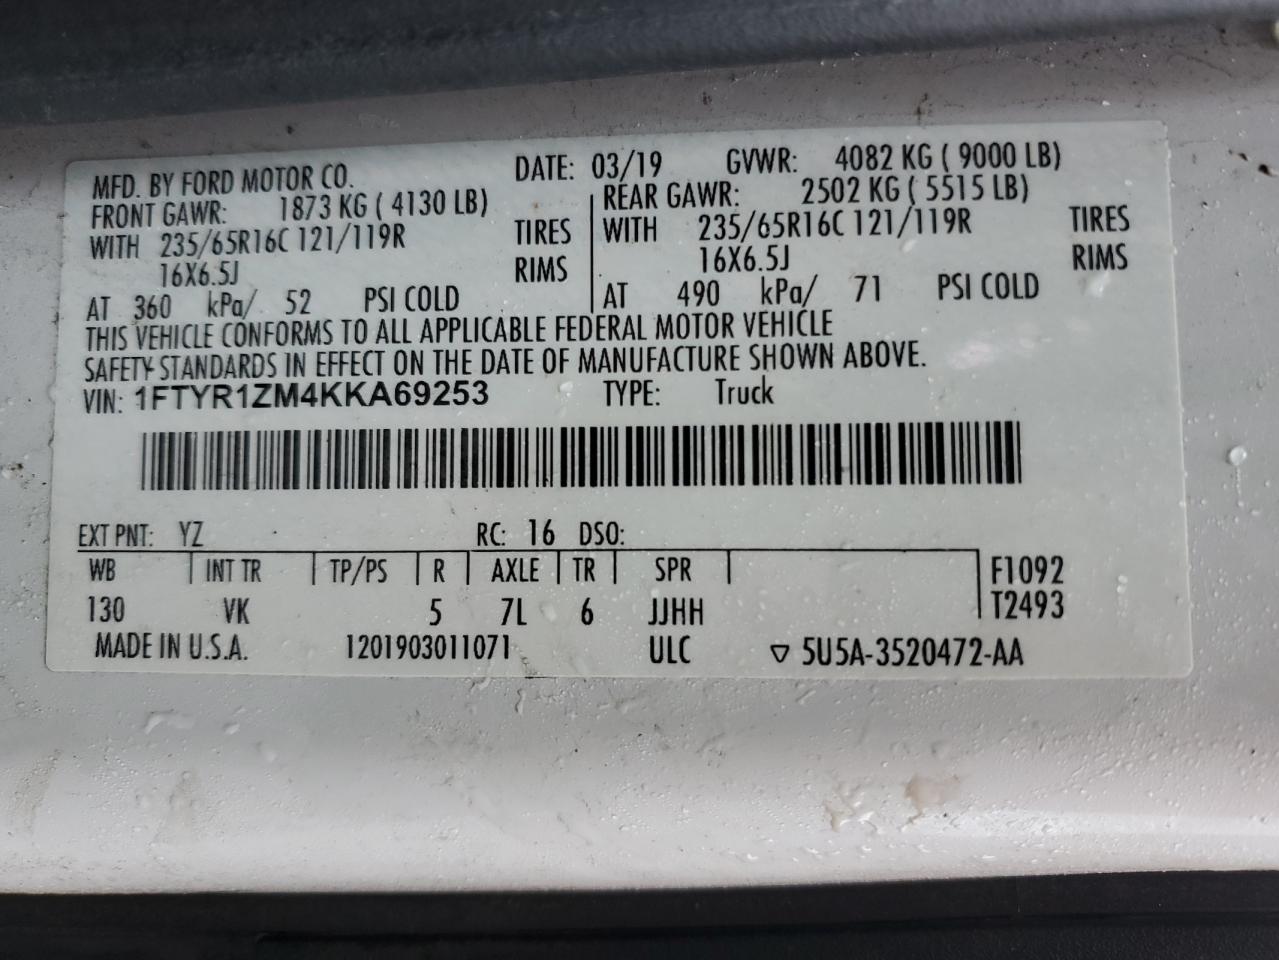 MFD. BY FORD MOTOR CO. DATE: 03/19 GVWR: 4082 KG ( 9000 LB)
FRONT GAWR: 1873 KG ( 4130 LB) REAR GAWR: 2502 KG ( 5515 LB)
WITH 235/65R16C 121/119R TIRES WITH 235/65R16C 121/119R TIRES
16X6.5J RIMS 16X6.5J RIMS
AT 360 kPa/ 52 PSI COLD AT 490 kPa/ 71 PSI COLD
THIS VEHICLE CONFORMS TO ALL APPLICABLE FEDERAL MOTOR VEHICLE
SAFETY STANDARDS IN EFFECT ON THE DATE OF MANUFACTURE SHOWN ABOVE.
VIN: 1FTYR1ZM4KKA69253 TYPE: Truck
EXT PNT: YZ RC: 16 DSO:
WB INT TR TP/PS R AXLE TR SPR F1092
130 VK 5 7L 6 JJHH T2493
MADE IN U.S.A. 1201903011071 ULC ▽ 5U5A-3520472-AA